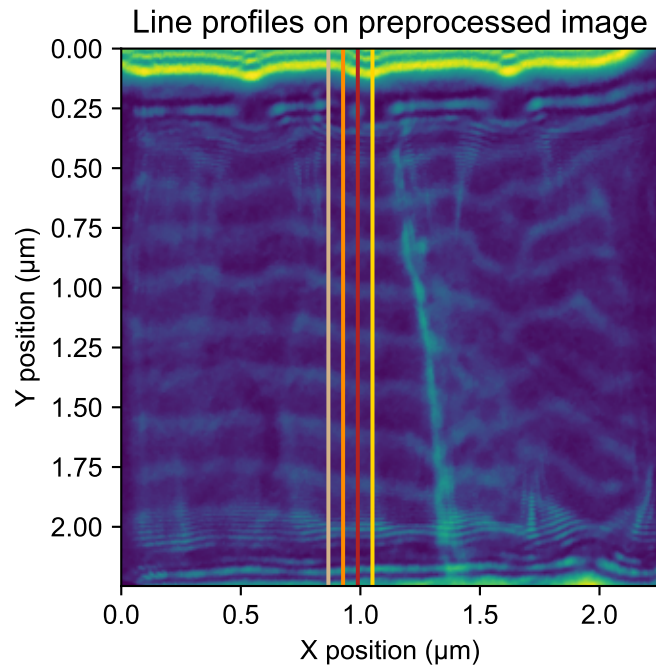 Line profiles on preprocessed image
0.00
0.25
0.50
0.75
1.00
1.25
1.50
1.75
2.00
Y position (μm)
0.0 0.5 1.0 1.5 2.0
X position (μm)